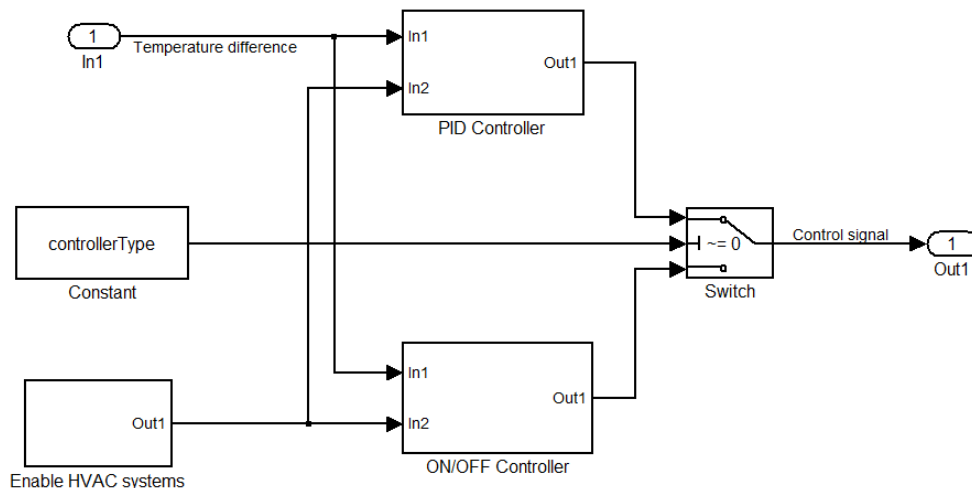 1
In1
Temperature difference
In1
In2
Out1
PID Controller
controllerType
Constant
~= 0
Switch
Control signal
1
Out1
In1
In2
Out1
ON/OFF Controller
Out1
Enable HVAC systems